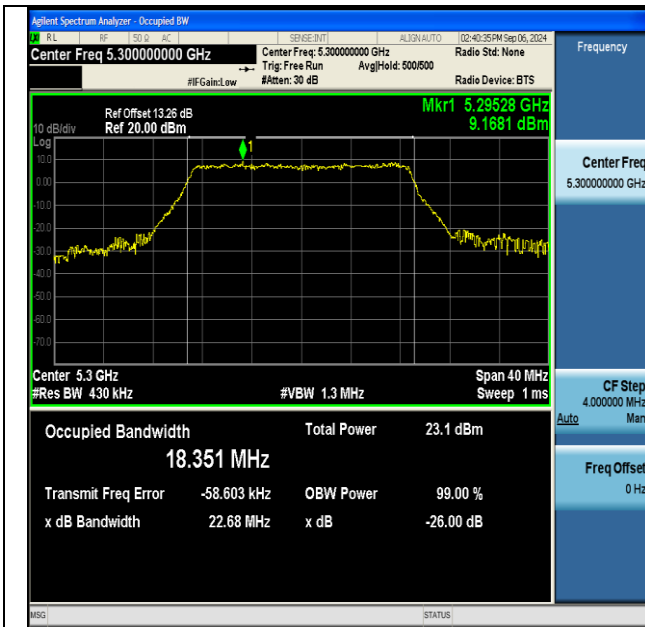 Agilent Spectrum Analyzer - Occupied BW
RL RF 50 Ω AC SENSE:INT ALIGN AUTO 02:40:35 PM Sep 06, 2024
Center Freq 5.300000000 GHz Center Freq: 5.300000000 GHz Radio Std: None
Trig: Free Run Avg|Hold: 500/500
#IFGain:Low #Atten: 30 dB Radio Device: BTS
Ref Offset 13.26 dB Mkr1 5.29528 GHz
10 dB/div Ref 20.00 dBm 9.1681 dBm
Log
1
10.0
0.00
-10.0
-20.0
-30.0
-40.0
-50.0
-60.0
-70.0
Center 5.3 GHz Span 40 MHz
#Res BW 430 kHz #VBW 1.3 MHz Sweep 1 ms
Occupied Bandwidth Total Power 23.1 dBm
18.351 MHz
Transmit Freq Error -58.603 kHz OBW Power 99.00 %
x dB Bandwidth 22.68 MHz x dB -26.00 dB
MSG STATUS
Frequency
Center Freq
5.300000000 GHz
CF Step
4.000000 MHz
Auto Man
Freq Offset
0 Hz